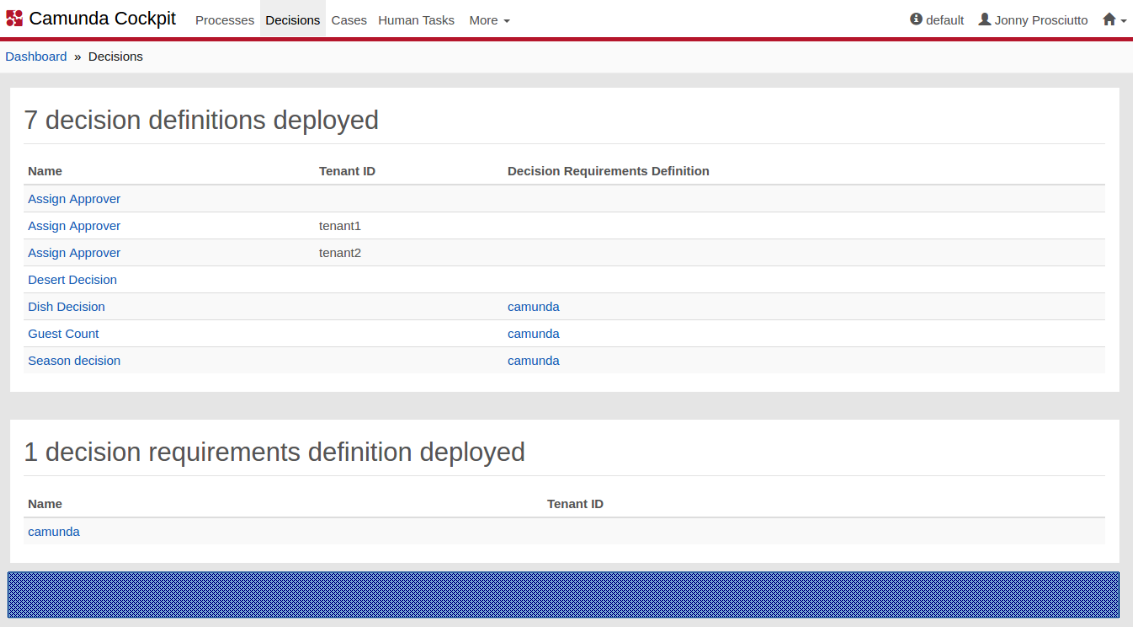 Camunda Cockpit Processes Decisions Cases Human Tasks More default Jonny Prosciutto
Dashboard » Decisions
7 decision definitions deployed
Name Tenant ID Decision Requirements Definition
Assign Approver
Assign Approver tenant1
Assign Approver tenant2
Desert Decision
Dish Decision camunda
Guest Count camunda
Season decision camunda
1 decision requirements definition deployed
Name Tenant ID
camunda